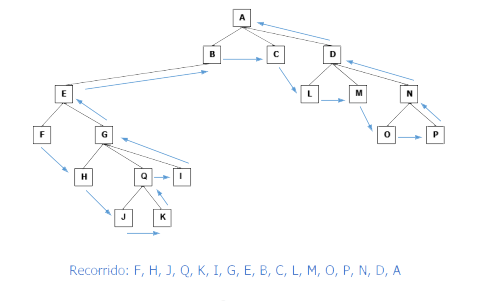 A
B C D
E L M N
F G O P
H Q I
J K
Recorrido: F, H, J, Q, K, I, G, E, B, C, L, M, O, P, N, D, A